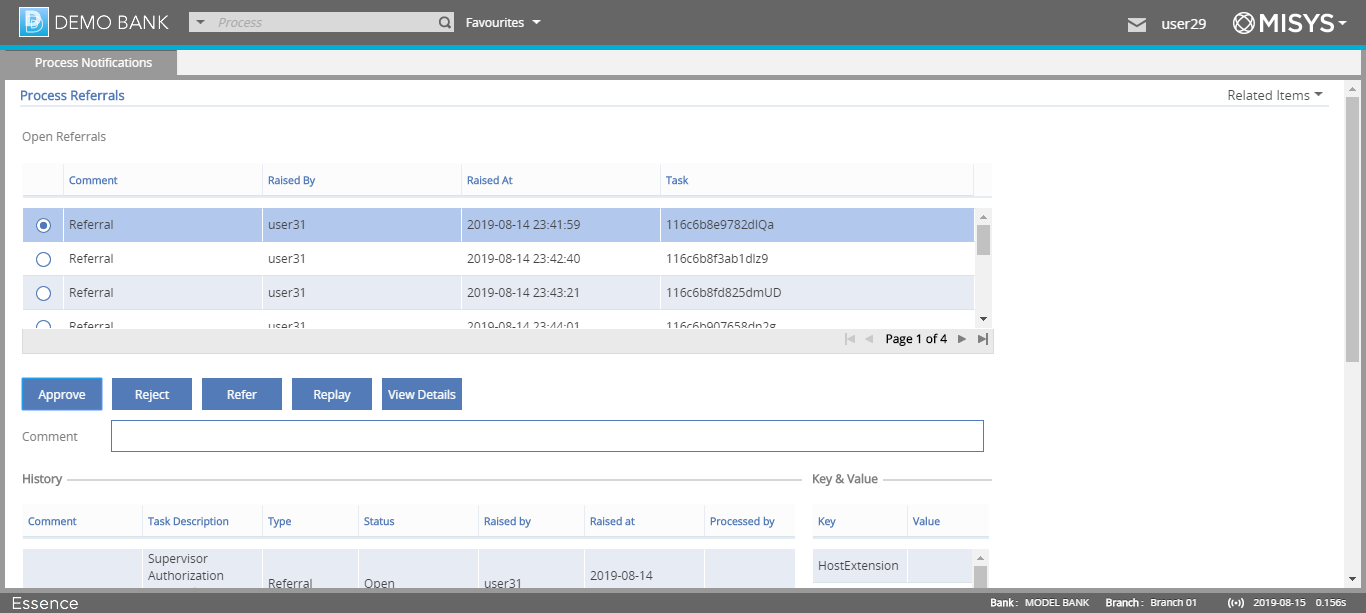 DEMO BANK Process Favourites user29 MISYS
Process Notifications
Process Referrals Related Items
Open Referrals
Comment Raised By Raised At Task
Referral user31 2019-08-14 23:41:59 116c6b8e9782dlQa
Referral user31 2019-08-14 23:42:40 116c6b8f3ab1dlz9
Referral user31 2019-08-14 23:43:21 116c6b8fd825dmUD
Referral user31 2019-08-14 23:44:01 116c6b907658dn2g
Page 1 of 4
Approve Reject Refer Replay View Details
Comment
History Key & Value
Comment Task Description Type Status Raised by Raised at Processed by Key Value
Supervisor
Authorization
Referral Open user31 2019-08-14 HostExtension
Essence Bank : MODEL BANK Branch : Branch 01 2019-08-15 0.156s